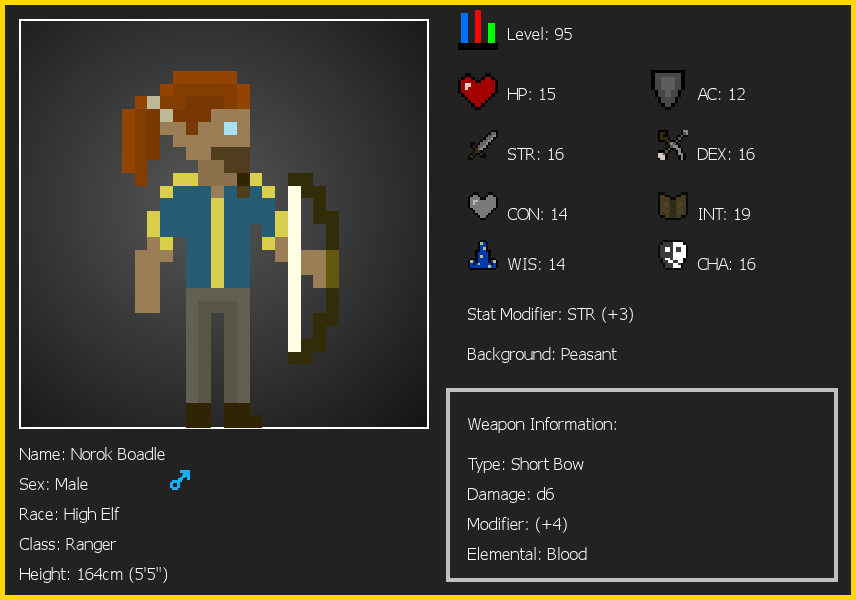 Level: 95
HP: 15
AC: 12
STR: 16
DEX: 16
CON: 14
INT: 19
WIS: 14
CHA: 16
Stat Modifier: STR (+3)
Background: Peasant
Weapon Information:
Type: Short Bow
Damage: d6
Modifier: (+4)
Elemental: Blood
Name: Norok Boadle
Sex: Male
Race: High Elf
Class: Ranger
Height: 164cm (5'5")